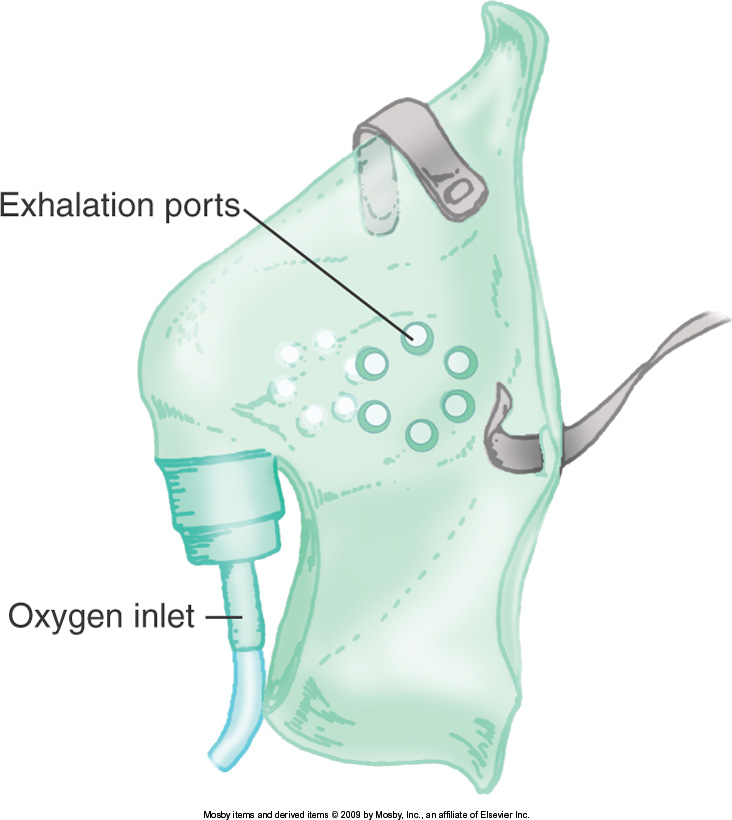 Exhalation ports
Oxygen inlet
Mosby items and derived items © 2009 by Mosby, Inc., an affiliate of Elsevier Inc.